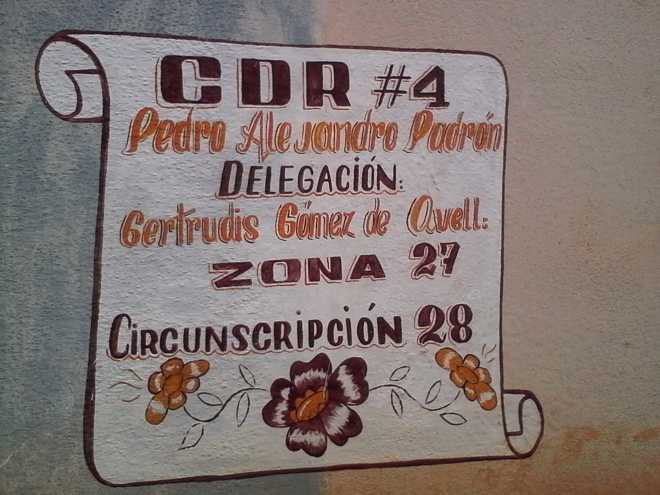 CDR #4
Pedro Alejandro Padrón
DELEGACIÓN:
Gertrudis Gómez de Avell:
ZONA 27
CIRCUNSCRIPCIÓN 28